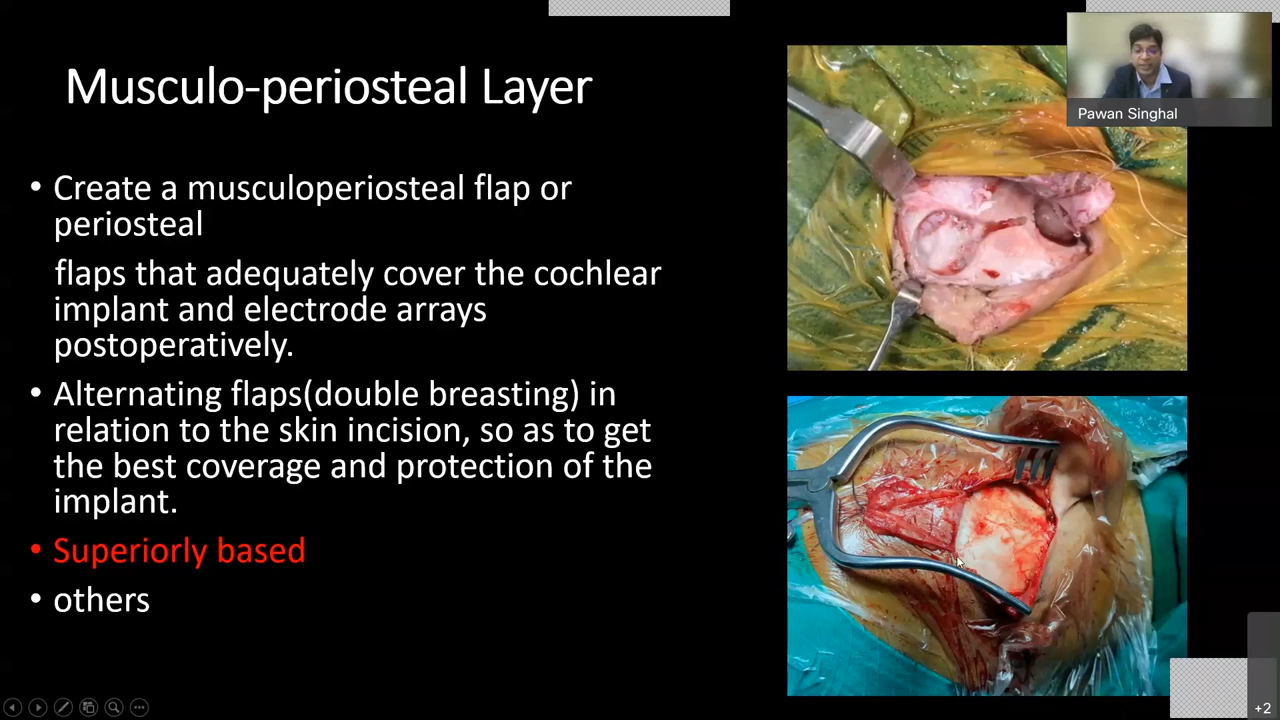 Musculo-periosteal Layer
• Create a musculoperiosteal flap or
periosteal
flaps that adequately cover the cochlear
implant and electrode arrays
postoperatively.
• Alternating flaps(double breasting) in
relation to the skin incision, so as to get
the best coverage and protection of the
implant.
• Superiorly based
• others
Pawan Singhal
+2